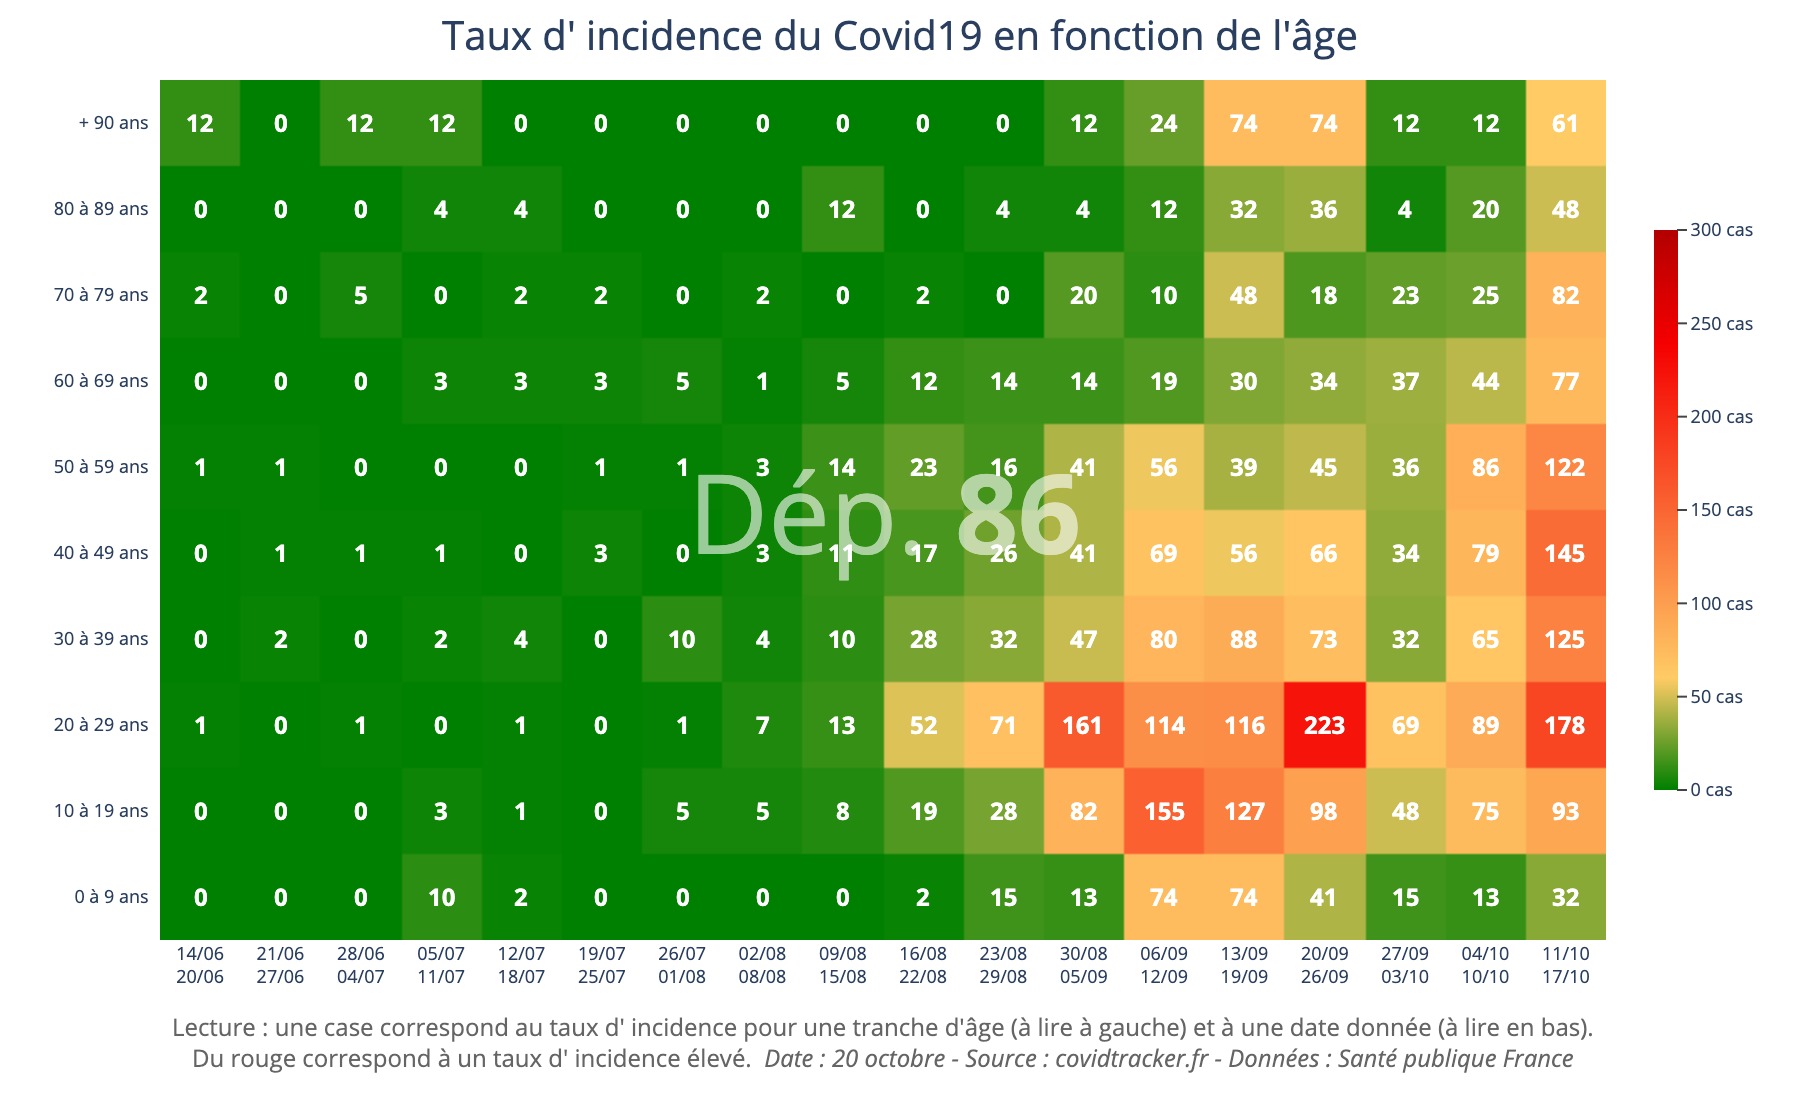 Taux d' incidence du Covid19 en fonction de l'âge
+ 90 ans 12 0 12 12 0 0 0 0 0 0 0 12 24 74 74 12 12 61
80 à 89 ans 0 0 0 4 4 0 0 0 12 0 4 4 12 32 36 4 20 48
70 à 79 ans 2 0 5 0 2 2 0 2 0 2 0 20 10 48 18 23 25 82
60 à 69 ans 0 0 0 3 3 3 5 1 5 12 14 14 19 30 34 37 44 77
50 à 59 ans 1 1 0 0 0 1 1 3 14 23 16 41 56 39 45 36 86 122
Dép. 86
40 à 49 ans 0 1 1 1 0 3 0 3 11 17 26 41 69 56 66 34 79 145
30 à 39 ans 0 2 0 2 4 0 10 4 10 28 32 47 80 88 73 32 65 125
20 à 29 ans 1 0 1 0 1 0 1 7 13 52 71 161 114 116 223 69 89 178
10 à 19 ans 0 0 0 3 1 0 5 5 8 19 28 82 155 127 98 48 75 93
0 à 9 ans 0 0 0 10 2 0 0 0 0 2 15 13 74 74 41 15 13 32
14/06 21/06 28/06 05/07 12/07 19/07 26/07 02/08 09/08 16/08 23/08 30/08 06/09 13/09 20/09 27/09 04/10 11/10
20/06 27/06 04/07 11/07 18/07 25/07 01/08 08/08 15/08 22/08 29/08 05/09 12/09 19/09 26/09 03/10 10/10 17/10
300 cas
250 cas
200 cas
150 cas
100 cas
50 cas
0 cas
Lecture : une case correspond au taux d' incidence pour une tranche d'âge (à lire à gauche) et à une date donnée (à lire en bas).
Du rouge correspond à un taux d' incidence élevé. Date : 20 octobre - Source : covidtracker.fr - Données : Santé publique France